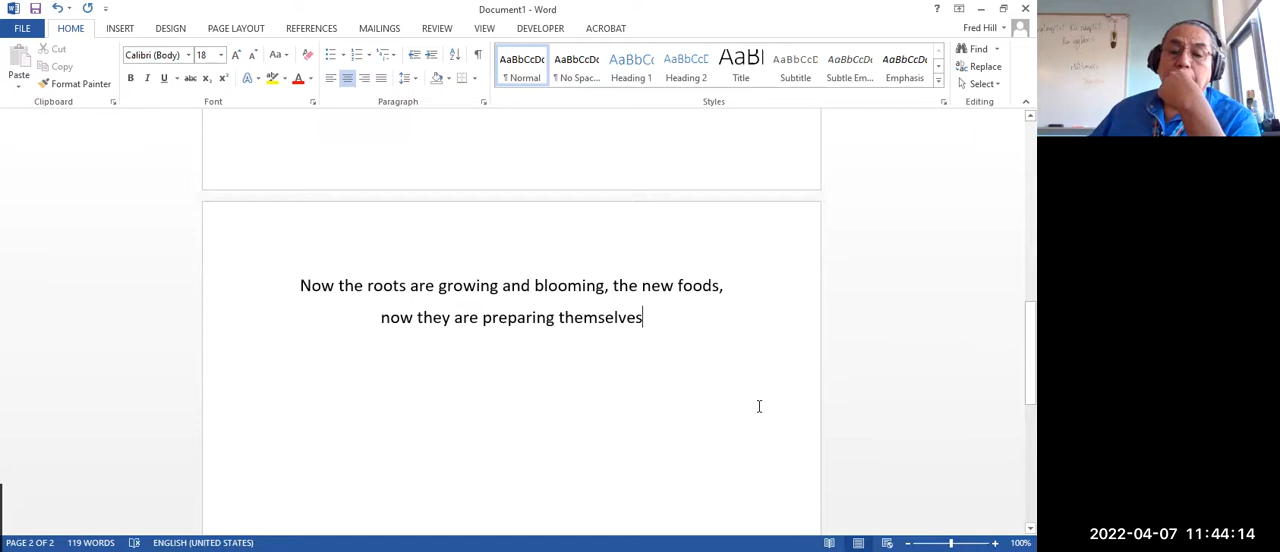 Document1 - Word
FILE HOME INSERT DESIGN PAGE LAYOUT REFERENCES MAILINGS REVIEW VIEW DEVELOPER ACROBAT Fred Hill
Paste
Cut
Copy
Format Painter
Calibri (Body) 18
AaBbCcDc AaBbCcDc AaBbCc AaBbCcD AaBl AaBbCcD AaBbCcDc AaBbCcDc
¶ Normal ¶ No Spac... Heading 1 Heading 2 Title Subtitle Subtle Em... Emphasis
Find
Replace
Select
Clipboard Font Paragraph Styles Editing
Now the roots are growing and blooming, the new foods,
now they are preparing themselves
2022-04-07 11:44:14
PAGE 2 OF 2 119 WORDS ENGLISH (UNITED STATES) 100%